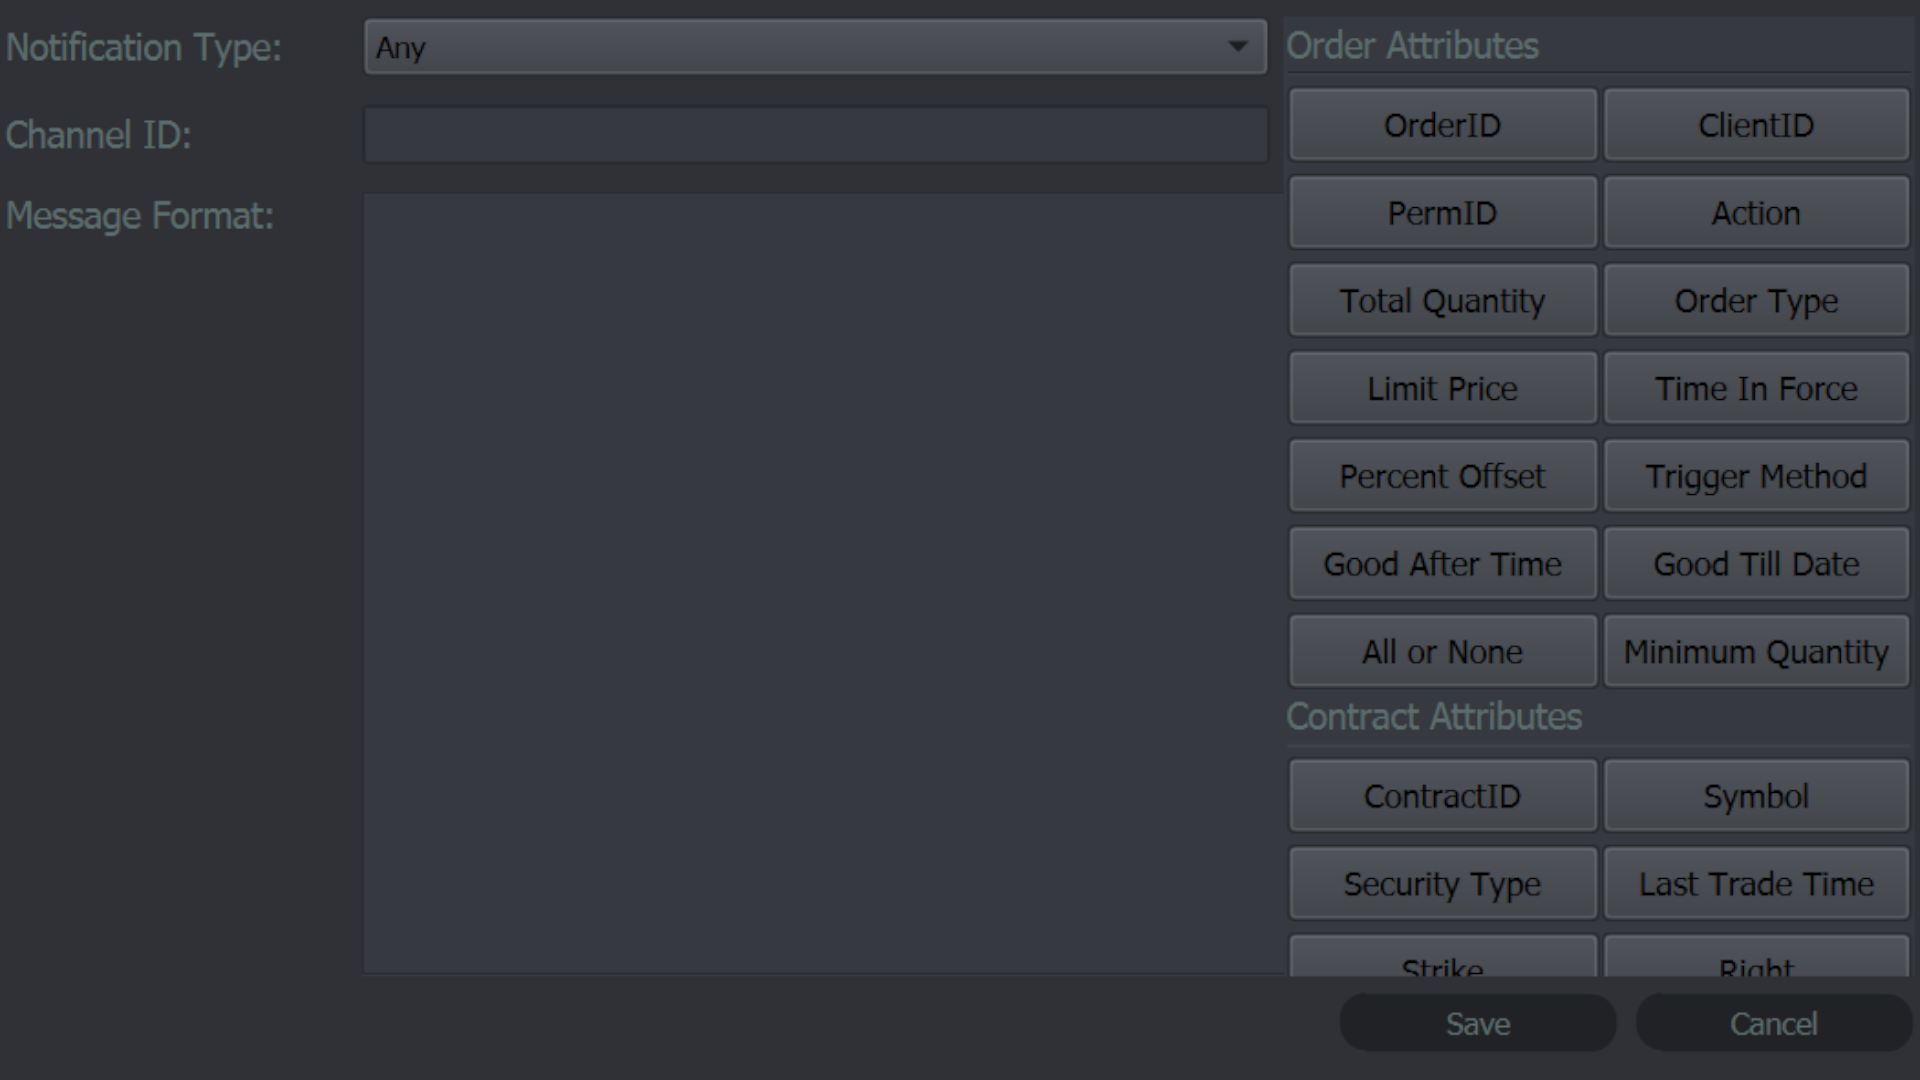 Notification Type:
Any
Channel ID:
Message Format:
Order Attributes
OrderID
ClientID
PermID
Action
Total Quantity
Order Type
Limit Price
Time In Force
Percent Offset
Trigger Method
Good After Time
Good Till Date
All or None
Minimum Quantity
Contract Attributes
ContractID
Symbol
Security Type
Last Trade Time
Strike
Right
Save
Cancel